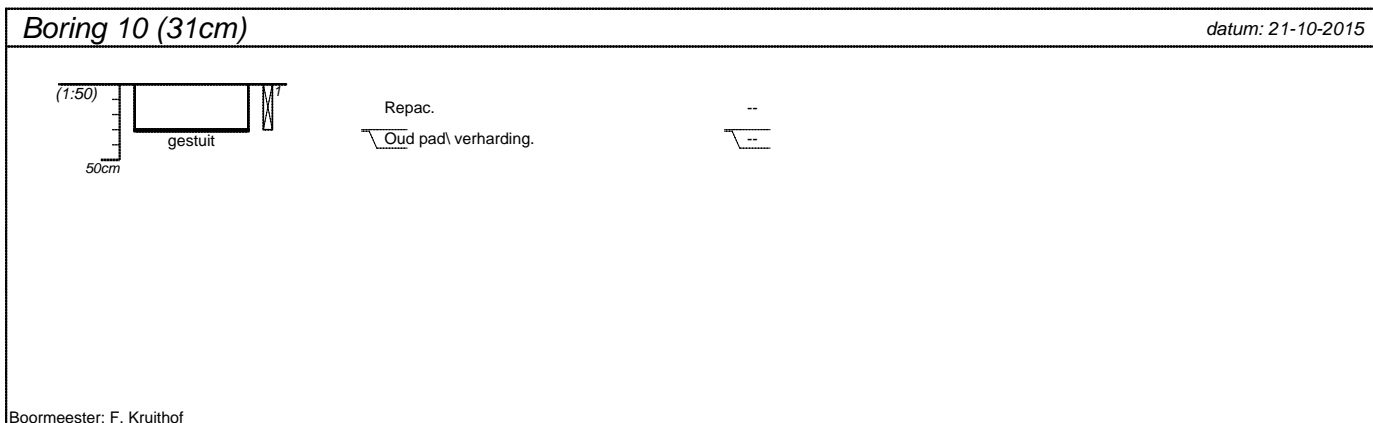 Boring 10 (31cm) datum: 21-10-2015
(1:50) 1
Repac. --
gestuit Oud pad\ verharding. --
50cm
Boormeester: F. Kruithof